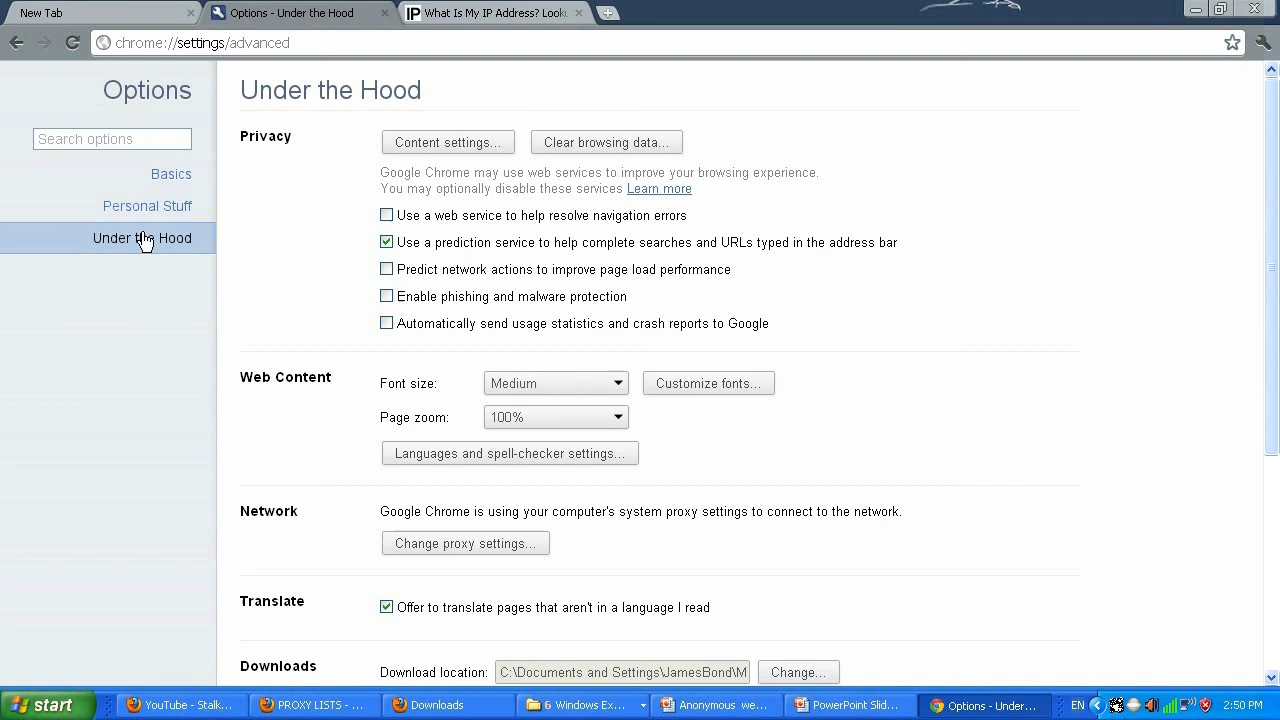 New Tab
Options - Under the Hood
What Is My IP Address? Looku
chrome://settings/advanced
Options
Search options
Basics
Personal Stuff
Under the Hood
Under the Hood
Privacy
Content settings...
Clear browsing data...
Google Chrome may use web services to improve your browsing experience.
You may optionally disable these services Learn more
Use a web service to help resolve navigation errors
Use a prediction service to help complete searches and URLs typed in the address bar
Predict network actions to improve page load performance
Enable phishing and malware protection
Automatically send usage statistics and crash reports to Google
Web Content
Font size:
Medium
Customize fonts...
Page zoom:
100%
Languages and spell-checker settings...
Network
Google Chrome is using your computer's system proxy settings to connect to the network.
Change proxy settings...
Translate
Offer to translate pages that aren't in a language I read
Downloads
Download location:
C:\Documents and Settings\JamesBond\M
Change...
start
YouTube - Stalk...
PROXY LISTS - ...
Downloads
6 Windows Ex...
Anonymous we...
PowerPoint Slid...
Options - Under...
EN
2:50 PM